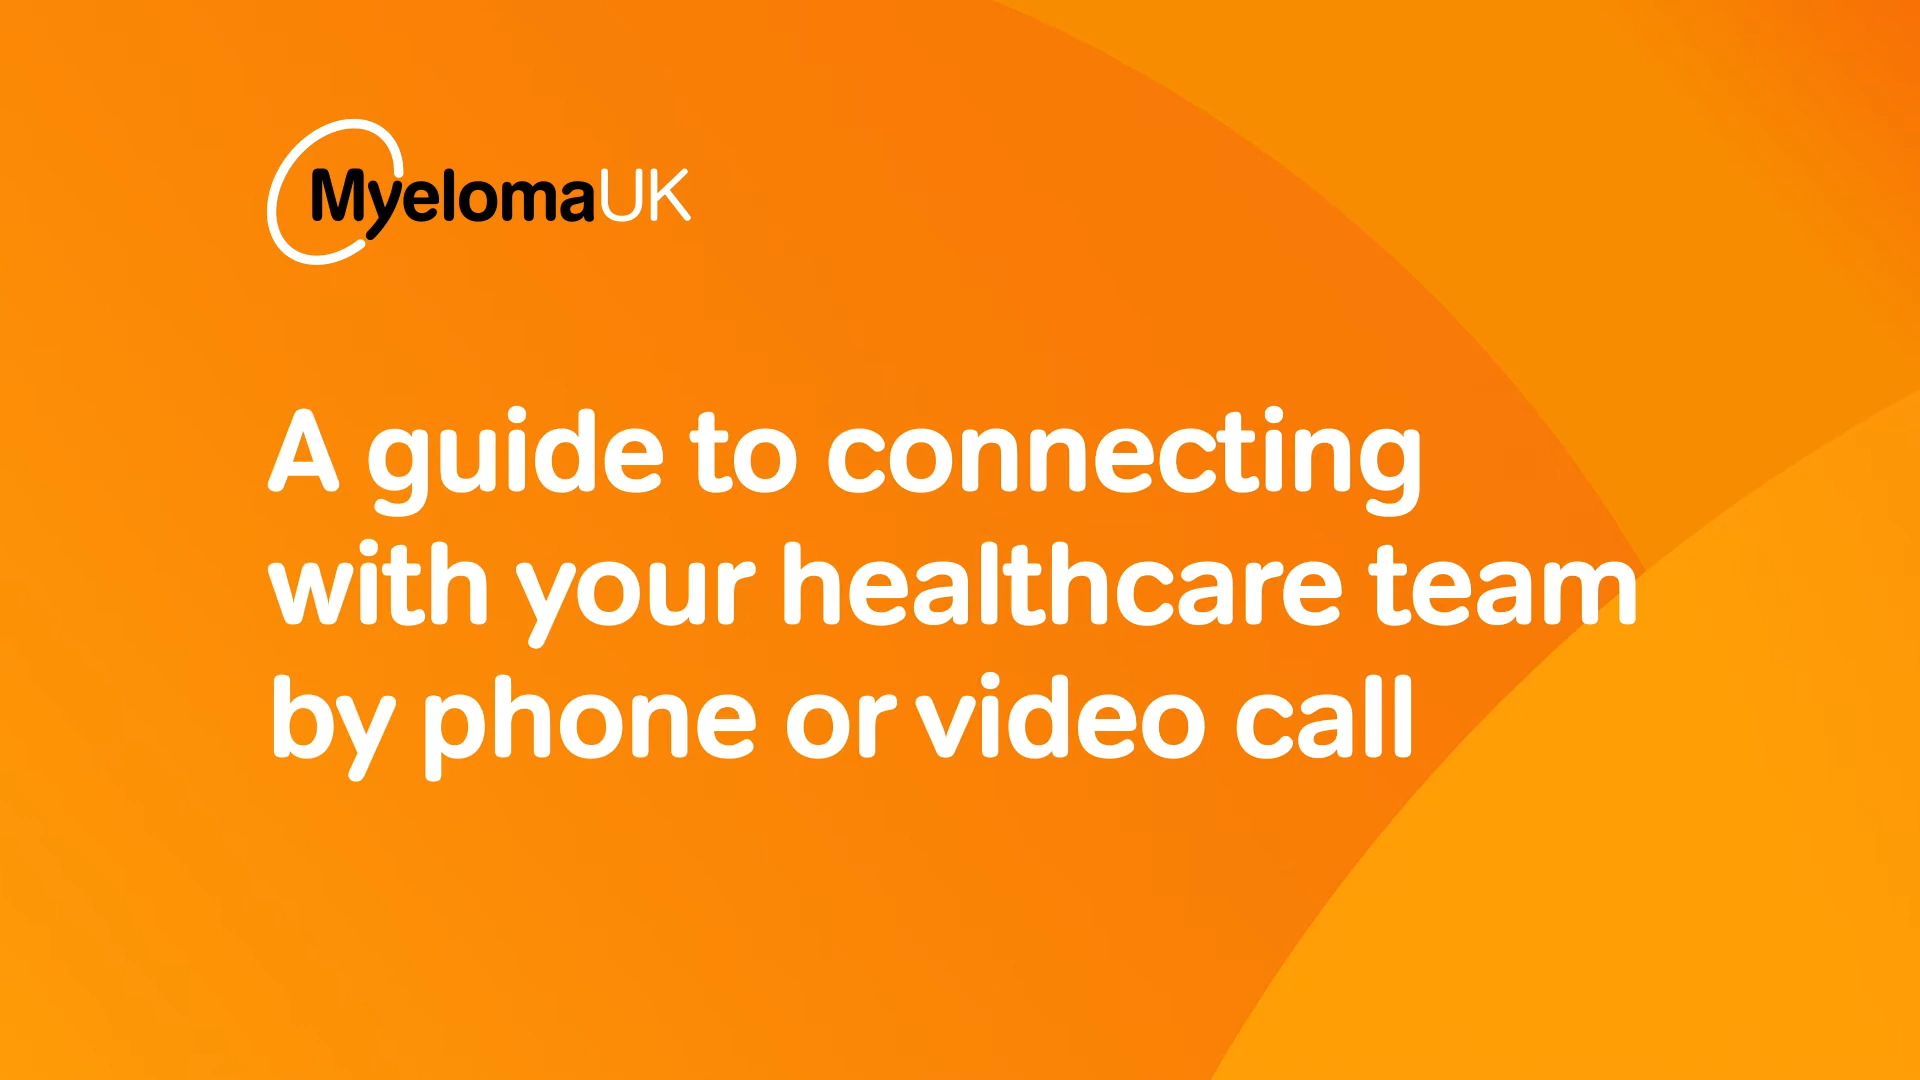 MyelomaUK
A guide to connecting
with your healthcare team
by phone or video call